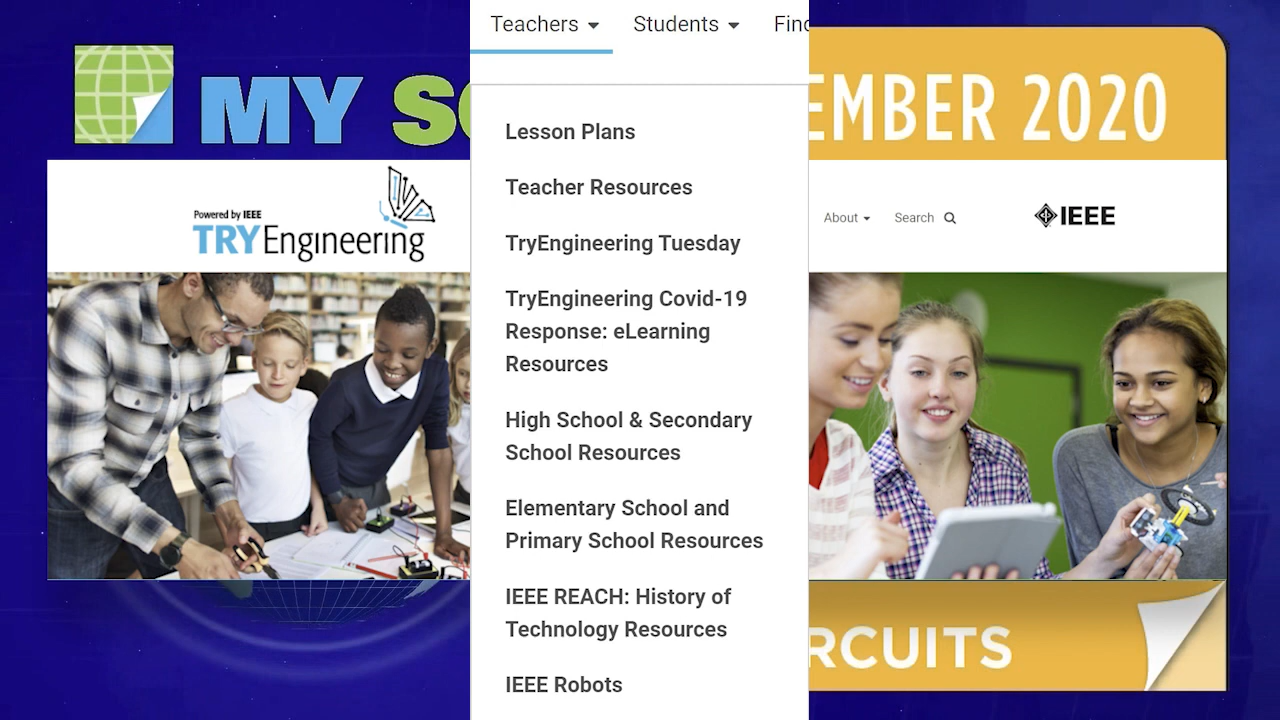 Teachers Students
MY
EMBER 2020
Powered by IEEE
TRYEngineering
About Search IEEE
Lesson Plans
Teacher Resources
TryEngineering Tuesday
TryEngineering Covid-19
Response: eLearning
Resources
High School & Secondary
School Resources
Elementary School and
Primary School Resources
IEEE REACH: History of
Technology Resources
IEEE Robots
RCUITS